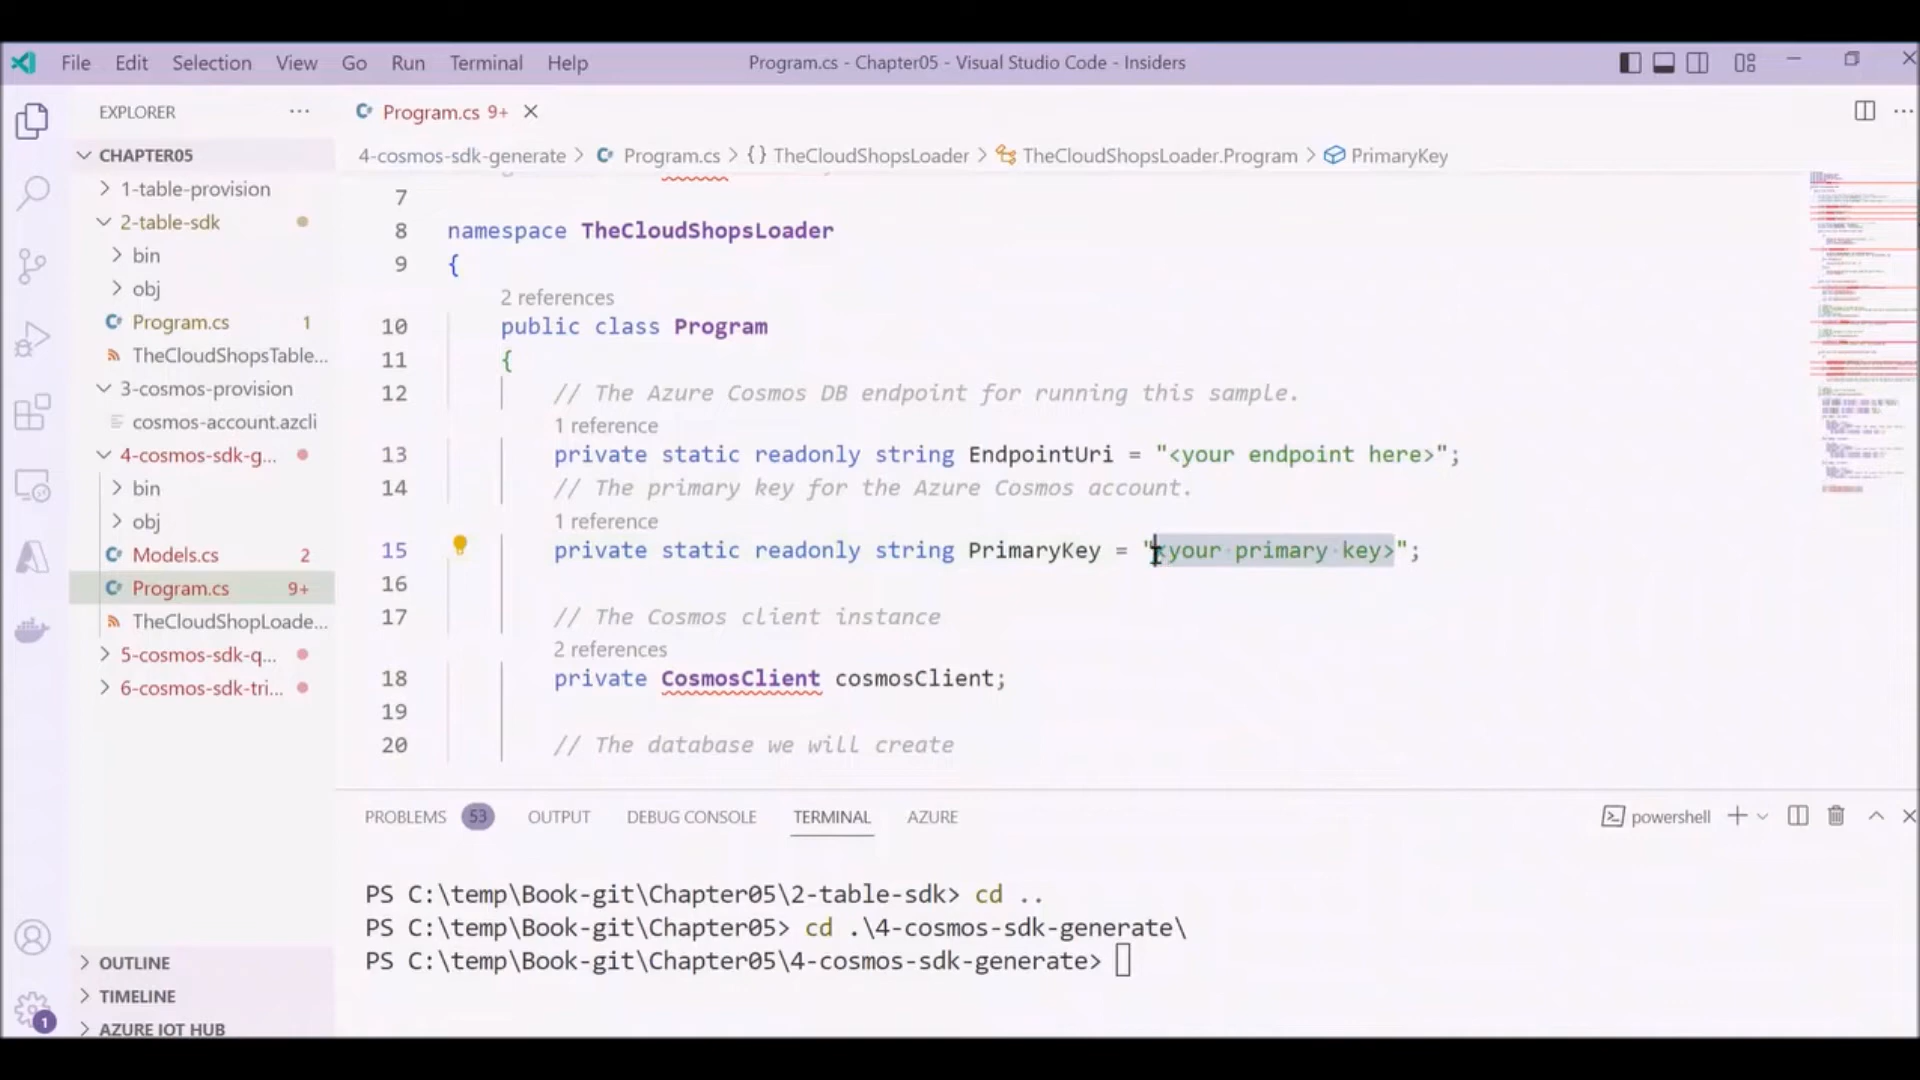 File Edit Selection View Go Run Terminal Help
Program.cs - Chapter05 - Visual Studio Code - Insiders
EXPLORER
CHAPTER05
1-table-provision
2-table-sdk
bin
obj
Program.cs 1
TheCloudShopsTable...
3-cosmos-provision
cosmos-account.azcli
4-cosmos-sdk-g...
bin
obj
Models.cs 2
Program.cs 9+
TheCloudShopLoade...
5-cosmos-sdk-q...
6-cosmos-sdk-tri...
OUTLINE
TIMELINE
AZURE IOT HUB
1
Program.cs 9+
4-cosmos-sdk-generate > Program.cs > {} TheCloudShopsLoader > TheCloudShopsLoader.Program > PrimaryKey
7
8 namespace TheCloudShopsLoader
9 {
2 references
10 public class Program
11 {
12 // The Azure Cosmos DB endpoint for running this sample.
1 reference
13 private static readonly string EndpointUri = "<your endpoint here>";
14 // The primary key for the Azure Cosmos account.
1 reference
15 private static readonly string PrimaryKey = "<your primary key>";
16
17 // The Cosmos client instance
2 references
18 private CosmosClient cosmosClient;
19
20 // The database we will create
PROBLEMS 53 OUTPUT DEBUG CONSOLE TERMINAL AZURE
powershell
PS C:\temp\Book-git\Chapter05\2-table-sdk> cd ..
PS C:\temp\Book-git\Chapter05> cd .\4-cosmos-sdk-generate\
PS C:\temp\Book-git\Chapter05\4-cosmos-sdk-generate>